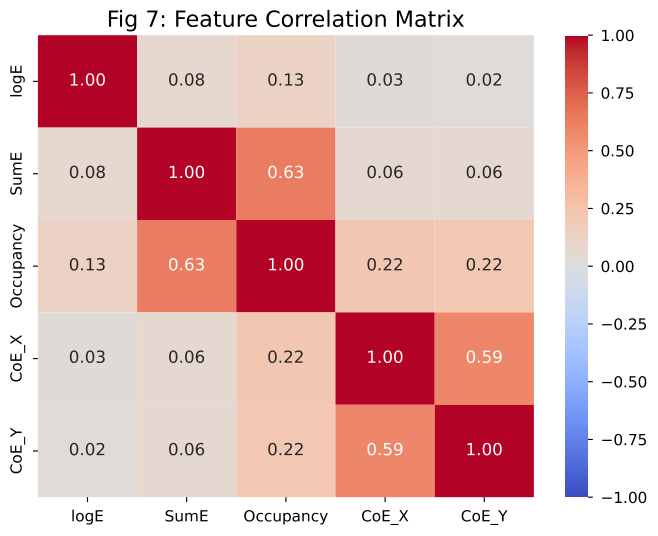 Fig 7: Feature Correlation Matrix
logE 1.00 0.08 0.13 0.03 0.02
SumE 0.08 1.00 0.63 0.06 0.06
Occupancy 0.13 0.63 1.00 0.22 0.22
CoE_X 0.03 0.06 0.22 1.00 0.59
CoE_Y 0.02 0.06 0.22 0.59 1.00
logE SumE Occupancy CoE_X CoE_Y
1.00
0.75
0.50
0.25
0.00
−0.25
−0.50
−0.75
−1.00